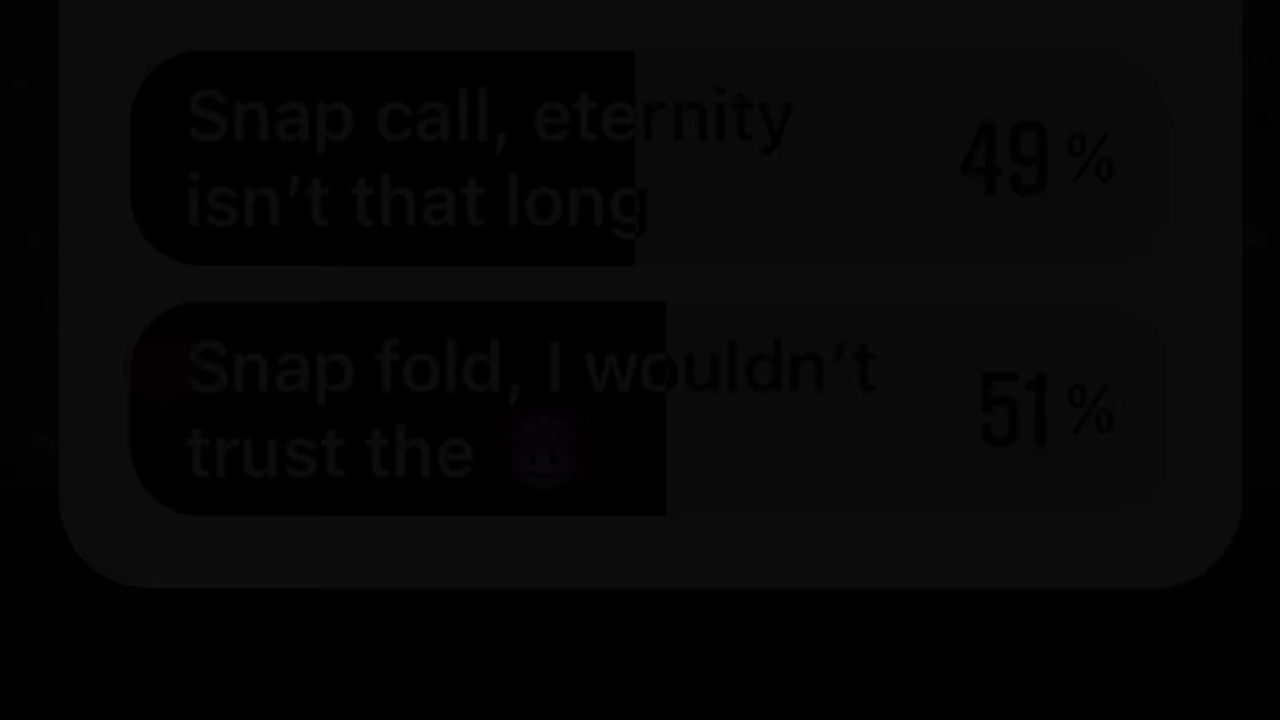 Snap call, eternity
isn't that long
49%
Snap fold, I wouldn't
trust the 😈
51%